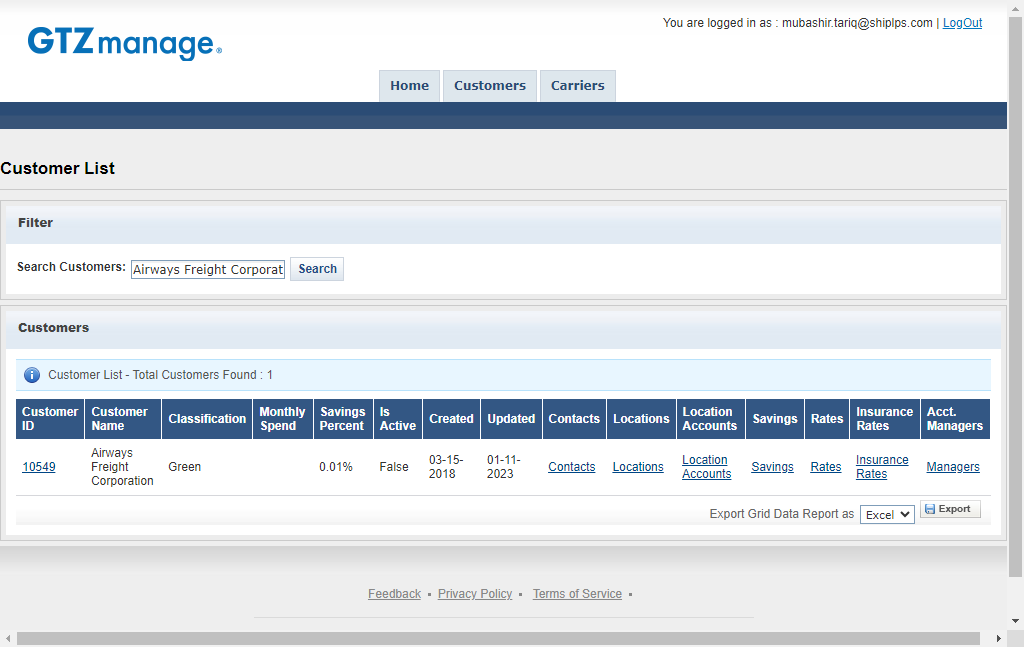 You are logged in as : mubashir.tariq@shiplps.com | LogOut
GTZmanage®
Home Customers Carriers
Customer List
Filter
Search Customers: Airways Freight Corporat Search
Customers
Customer List - Total Customers Found : 1
Customer ID Customer Name Classification Monthly Spend Savings Percent Is Active Created Updated Contacts Locations Location Accounts Savings Rates Insurance Rates Acct. Managers
10549 Airways Freight Corporation Green 0.01% False 03-15-2018 01-11-2023 Contacts Locations Location Accounts Savings Rates Insurance Rates Managers
Export Grid Data Report as Excel Export
Feedback • Privacy Policy • Terms of Service •